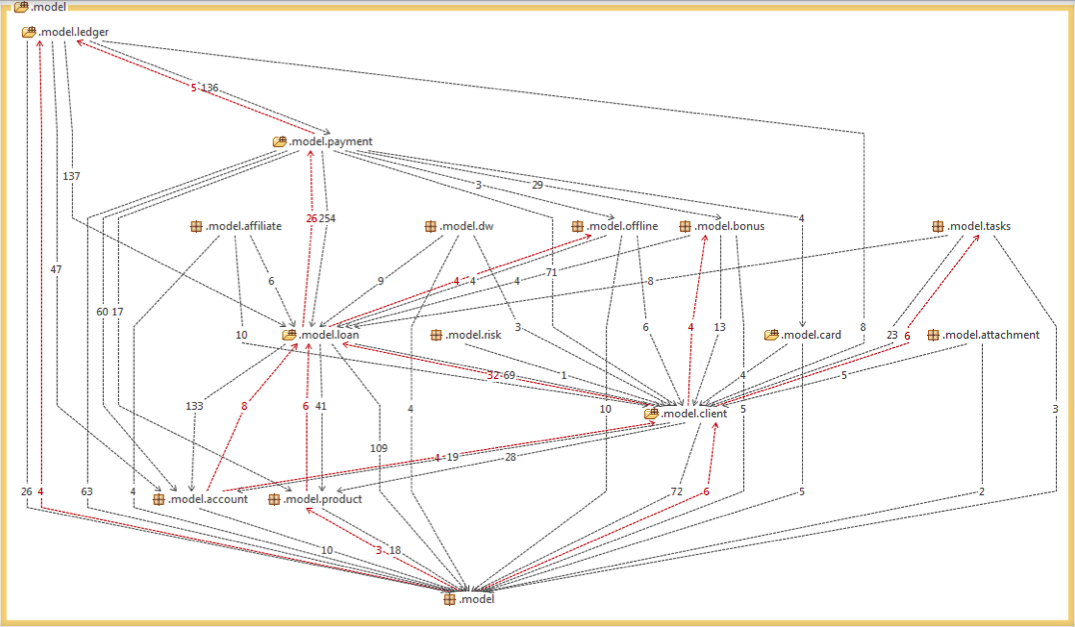 .model
.model.ledger
5 136
.model.payment
137
3
29
4
26 254
.model.affiliate
.model.dw
.model.offline
.model.bonus
.model.tasks
47
6
9
4 4
4
71
8
60 17
10
.model.loan
.model.risk
3
6
4
13
.model.card
8
23 6
.model.attachment
32 69
1
4
5
133
8
6 41
4
10
.model.client
5
3
109
4 19
28
26 4
63
4
.model.account
.model.product
72
6
5
2
10
3 18
.model